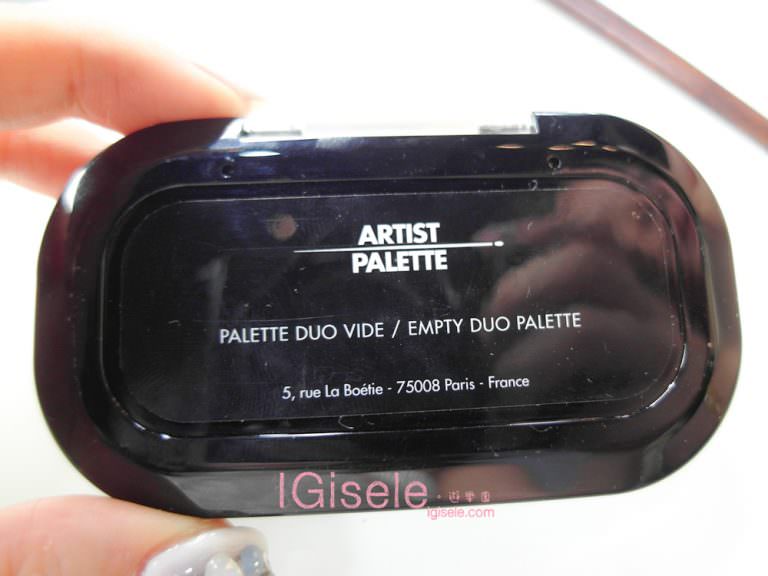 ARTIST
PALETTE
PALETTE DUO VIDE / EMPTY DUO PALETTE
5, rue La Boétie - 75008 Paris - France
IGisele
igisele.com